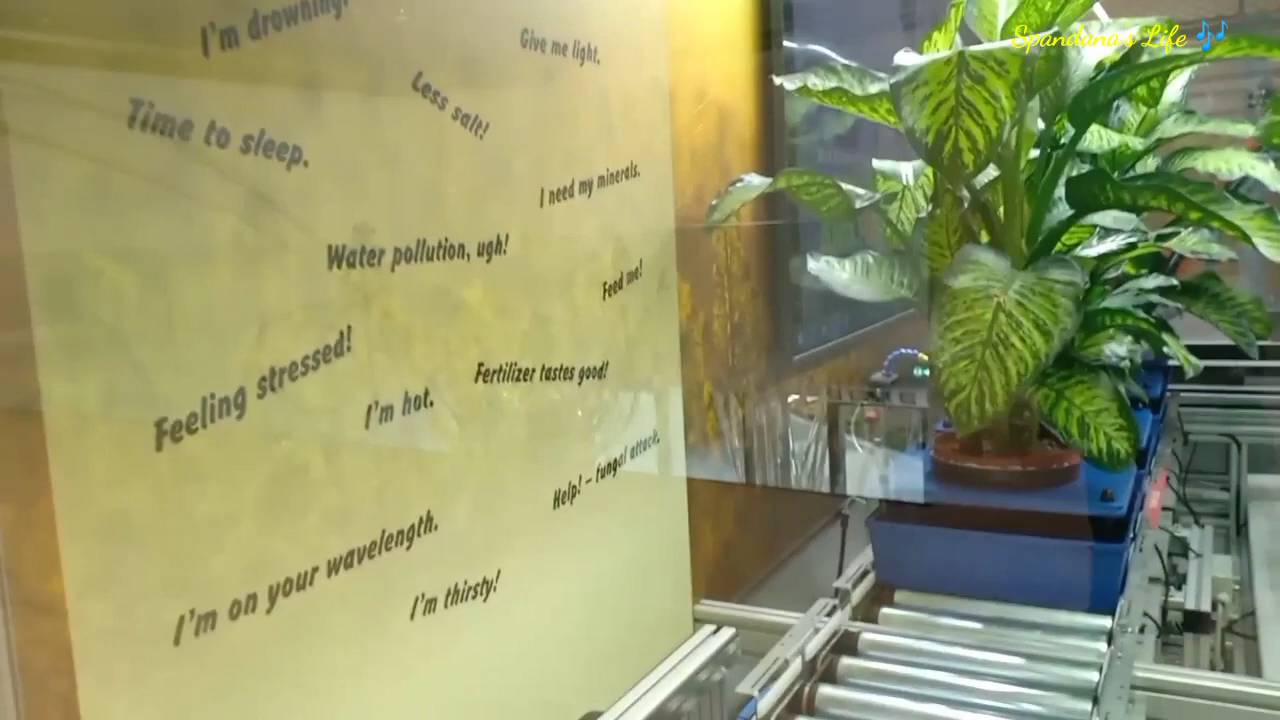 Spandana's Life 🎶
I'm drowning!
Give me light.
Less salt!
Time to sleep.
I need my minerals.
Water pollution, ugh!
Feed me!
Feeling stressed!
Fertilizer tastes good!
I'm hot.
Help! – fungal attack.
I'm on your wavelength.
I'm thirsty!